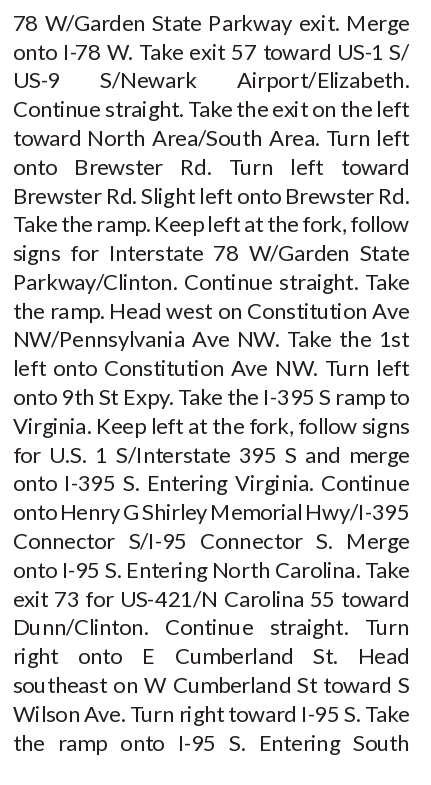 78 W/Garden State Parkway exit. Merge
onto I-78 W. Take exit 57 toward US-1 S/
US-9 S/Newark Airport/Elizabeth.
Continue straight. Take the exit on the left
toward North Area/South Area. Turn left
onto Brewster Rd. Turn left toward
Brewster Rd. Slight left onto Brewster Rd.
Take the ramp. Keep left at the fork, follow
signs for Interstate 78 W/Garden State
Parkway/Clinton. Continue straight. Take
the ramp. Head west on Constitution Ave
NW/Pennsylvania Ave NW. Take the 1st
left onto Constitution Ave NW. Turn left
onto 9th St Expy. Take the I-395 S ramp to
Virginia. Keep left at the fork, follow signs
for U.S. 1 S/Interstate 395 S and merge
onto I-395 S. Entering Virginia. Continue
onto Henry G Shirley Memorial Hwy/I-395
Connector S/I-95 Connector S. Merge
onto I-95 S. Entering North Carolina. Take
exit 73 for US-421/N Carolina 55 toward
Dunn/Clinton. Continue straight. Turn
right onto E Cumberland St. Head
southeast on W Cumberland St toward S
Wilson Ave. Turn right toward I-95 S. Take
the ramp onto I-95 S. Entering South